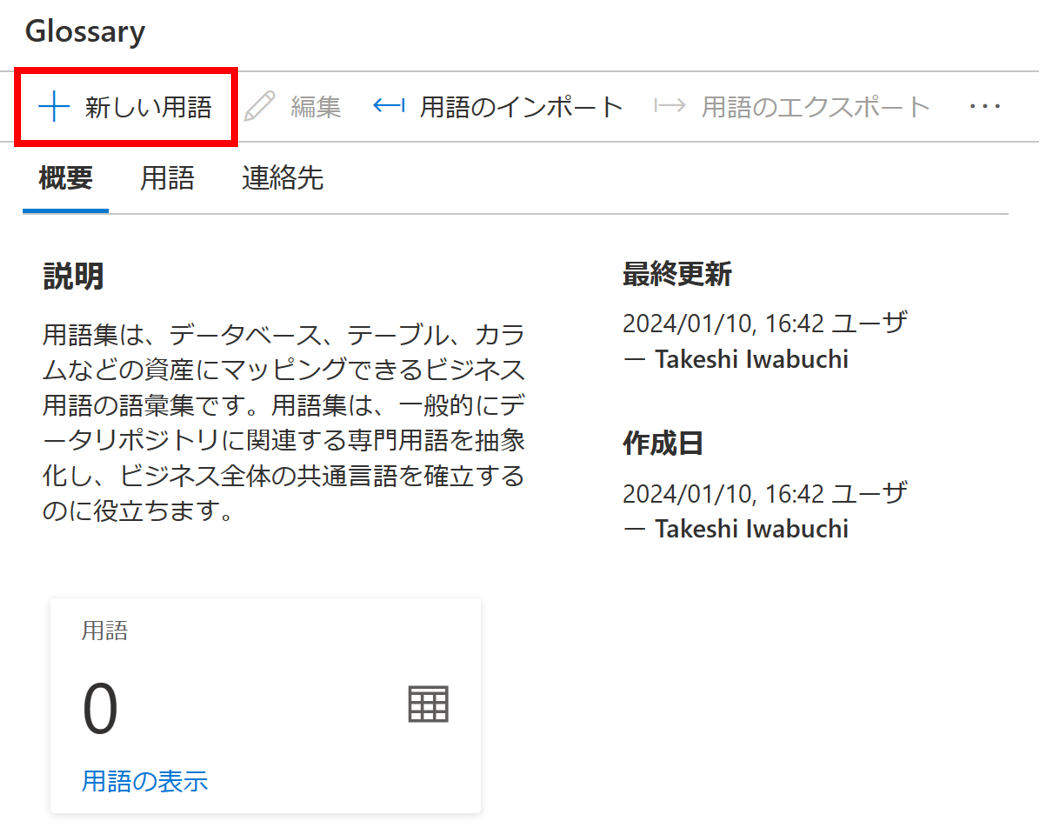 Glossary
新しい用語 編集 用語のインポート 用語のエクスポート ...
概要 用語 連絡先
説明
用語集は、データベース、テーブル、カラ
ムなどの資産にマッピングできるビジネス
用語の語彙集です。用語集は、一般的にデ
ータリポジトリに関連する専門用語を抽象
化し、ビジネス全体の共通言語を確立する
のに役立ちます。
最終更新
2024/01/10, 16:42 ユーザ
ー Takeshi Iwabuchi
作成日
2024/01/10, 16:42 ユーザ
ー Takeshi Iwabuchi
用語
0
用語の表示